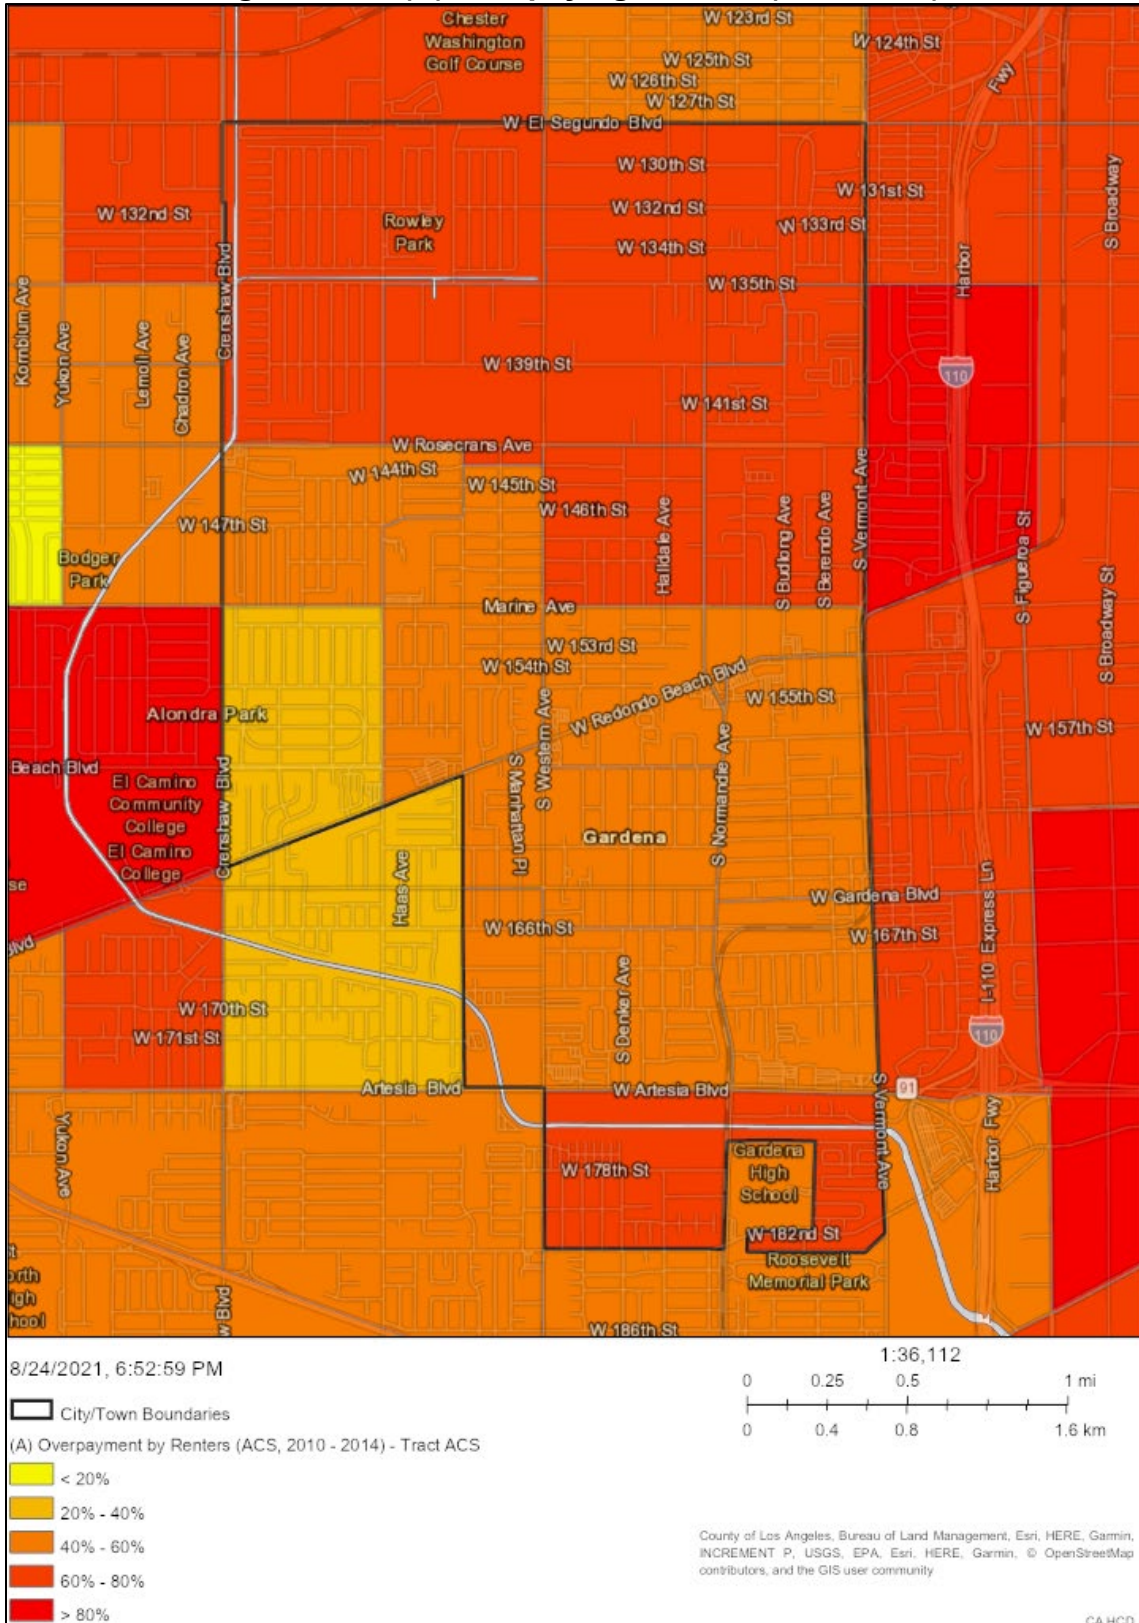 Chester
Washington
Golf Course
W 123rd St
W 124th St
W 125th St
W 126th St
W 127th St
Fwy
W El Segundo Blvd
W 130th St
W 131st St
W 132nd St
W 132nd St
W 133rd St
Rowley
Park
W 134th St
S Broadway
Crenshaw Blvd
W 135th St
Harbor
Kornblum Ave
Yukon Ave
Lemoli Ave
Chadron Ave
W 139th St
110
W 141st St
W Rosecrans Ave
W 144th St
W 145th St
W 146th St
W 147th St
Halldale Ave
S Budlong Ave
S Berendo Ave
S Vermont Ave
S Figueroa St
Bodger
Park
Marine Ave
W 153rd St
W 154th St
S Broadway St
W Redondo Beach Blvd
W 155th St
Alondra Park
W 157th St
Beach Blvd
El Camino
Community
College
El Camino
College
Crenshaw Blvd
S Manhattan Pl
S Western Ave
S Normandie Ave
Gardena
se
Haas Ave
W Gardena Blvd
W 166th St
W 167th St
Blvd
I-110 Express Ln
S Denker Ave
W 170th St
W 171st St
110
Artesia Blvd
W Artesia Blvd
91
Yukon Ave
S Vermont Ave
Harbor Fwy
W 178th St
Gardena
High
School
W 182nd St
Roosevelt
Memorial Park
orth
igh
hool
w Blvd
W 186th St
8/24/2021, 6:52:59 PM
1:36,112
0 0.25 0.5 1 mi
0 0.4 0.8 1.6 km
City/Town Boundaries
(A) Overpayment by Renters (ACS, 2010 - 2014) - Tract ACS
< 20%
20% - 40%
40% - 60%
60% - 80%
> 80%
County of Los Angeles, Bureau of Land Management, Esri, HERE, Garmin,
INCREMENT P, USGS, EPA, Esri, HERE, Garmin, © OpenStreetMap
contributors, and the GIS user community
CA HCD